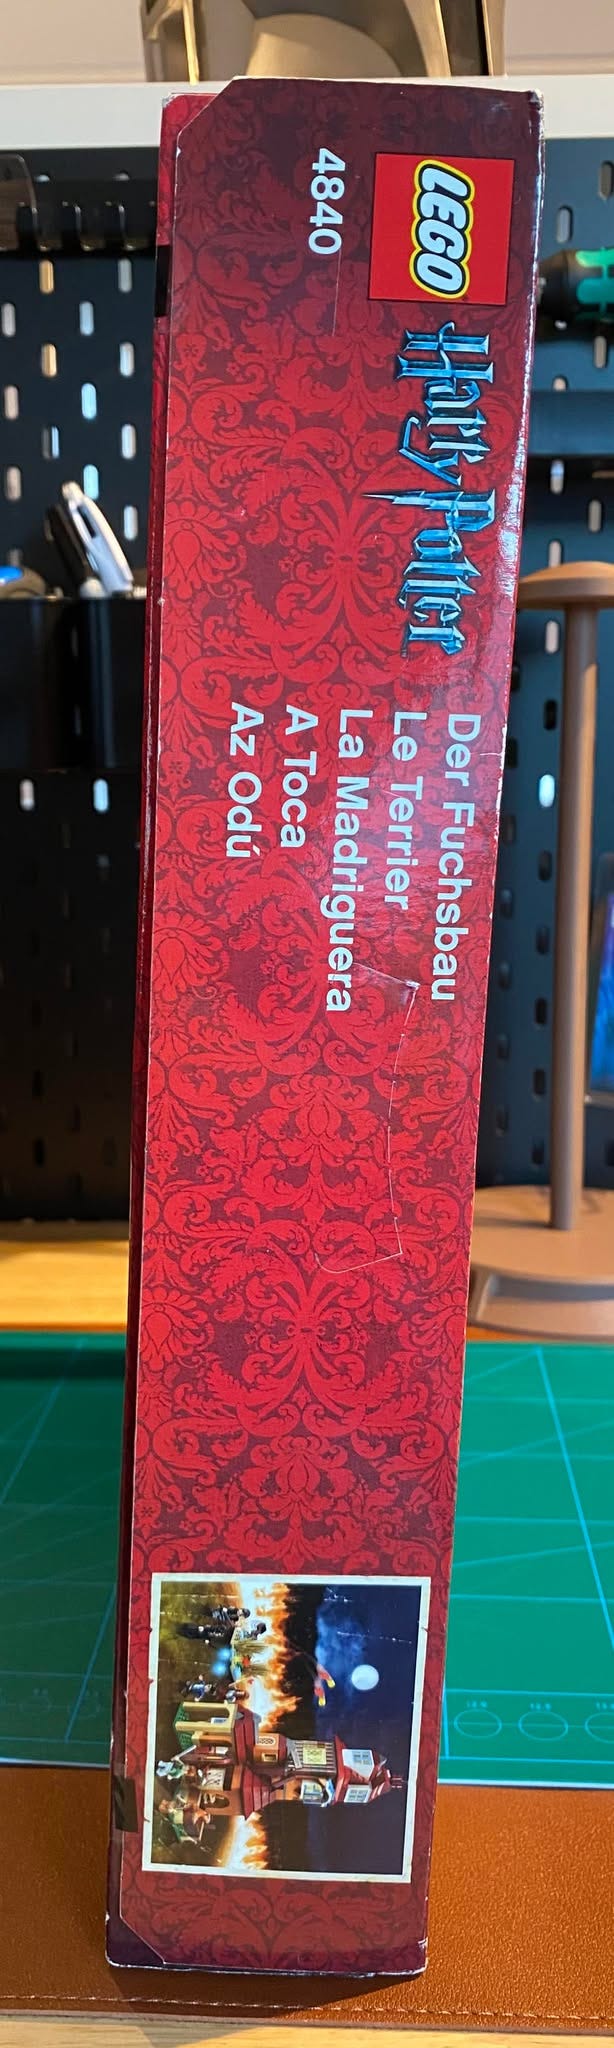 LEGO
Harry Potter
4840
Der Fuchsbau
Le Terrier
La Madriguera
A Toca
Az Odú